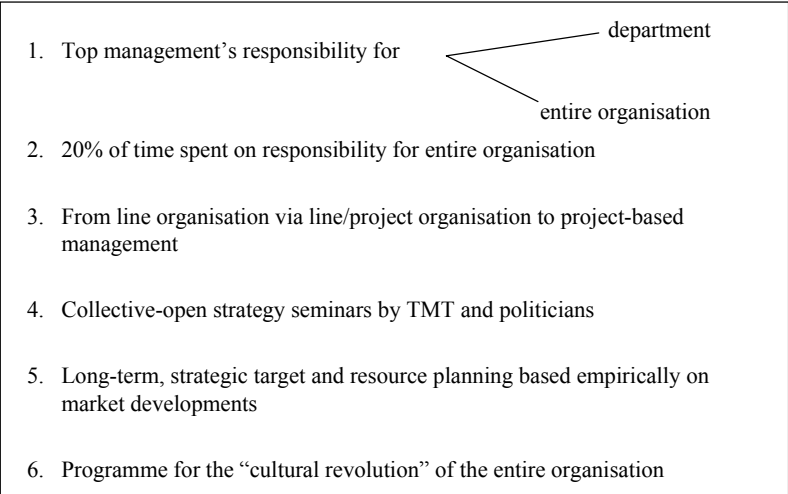 department
1. Top management’s responsibility for
entire organisation
2. 20% of time spent on responsibility for entire organisation
3. From line organisation via line/project organisation to project-based
management
4. Collective-open strategy seminars by TMT and politicians
5. Long-term, strategic target and resource planning based empirically on
market developments
6. Programme for the “cultural revolution” of the entire organisation